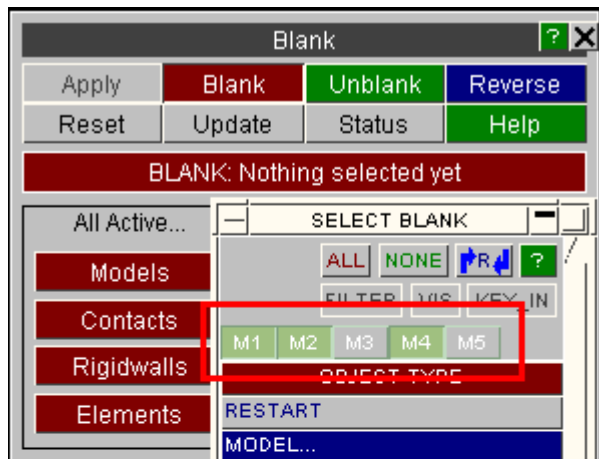 Blank ? X
Apply Blank Unblank Reverse
Reset Update Status Help
BLANK: Nothing selected yet
All Active...
Models
Contacts
Rigidwalls
Elements
SELECT BLANK
ALL NONE R ?
FILTER VIS KEY_IN
M1 M2 M3 M4 M5
OBJECT TYPE
RESTART
MODEL...